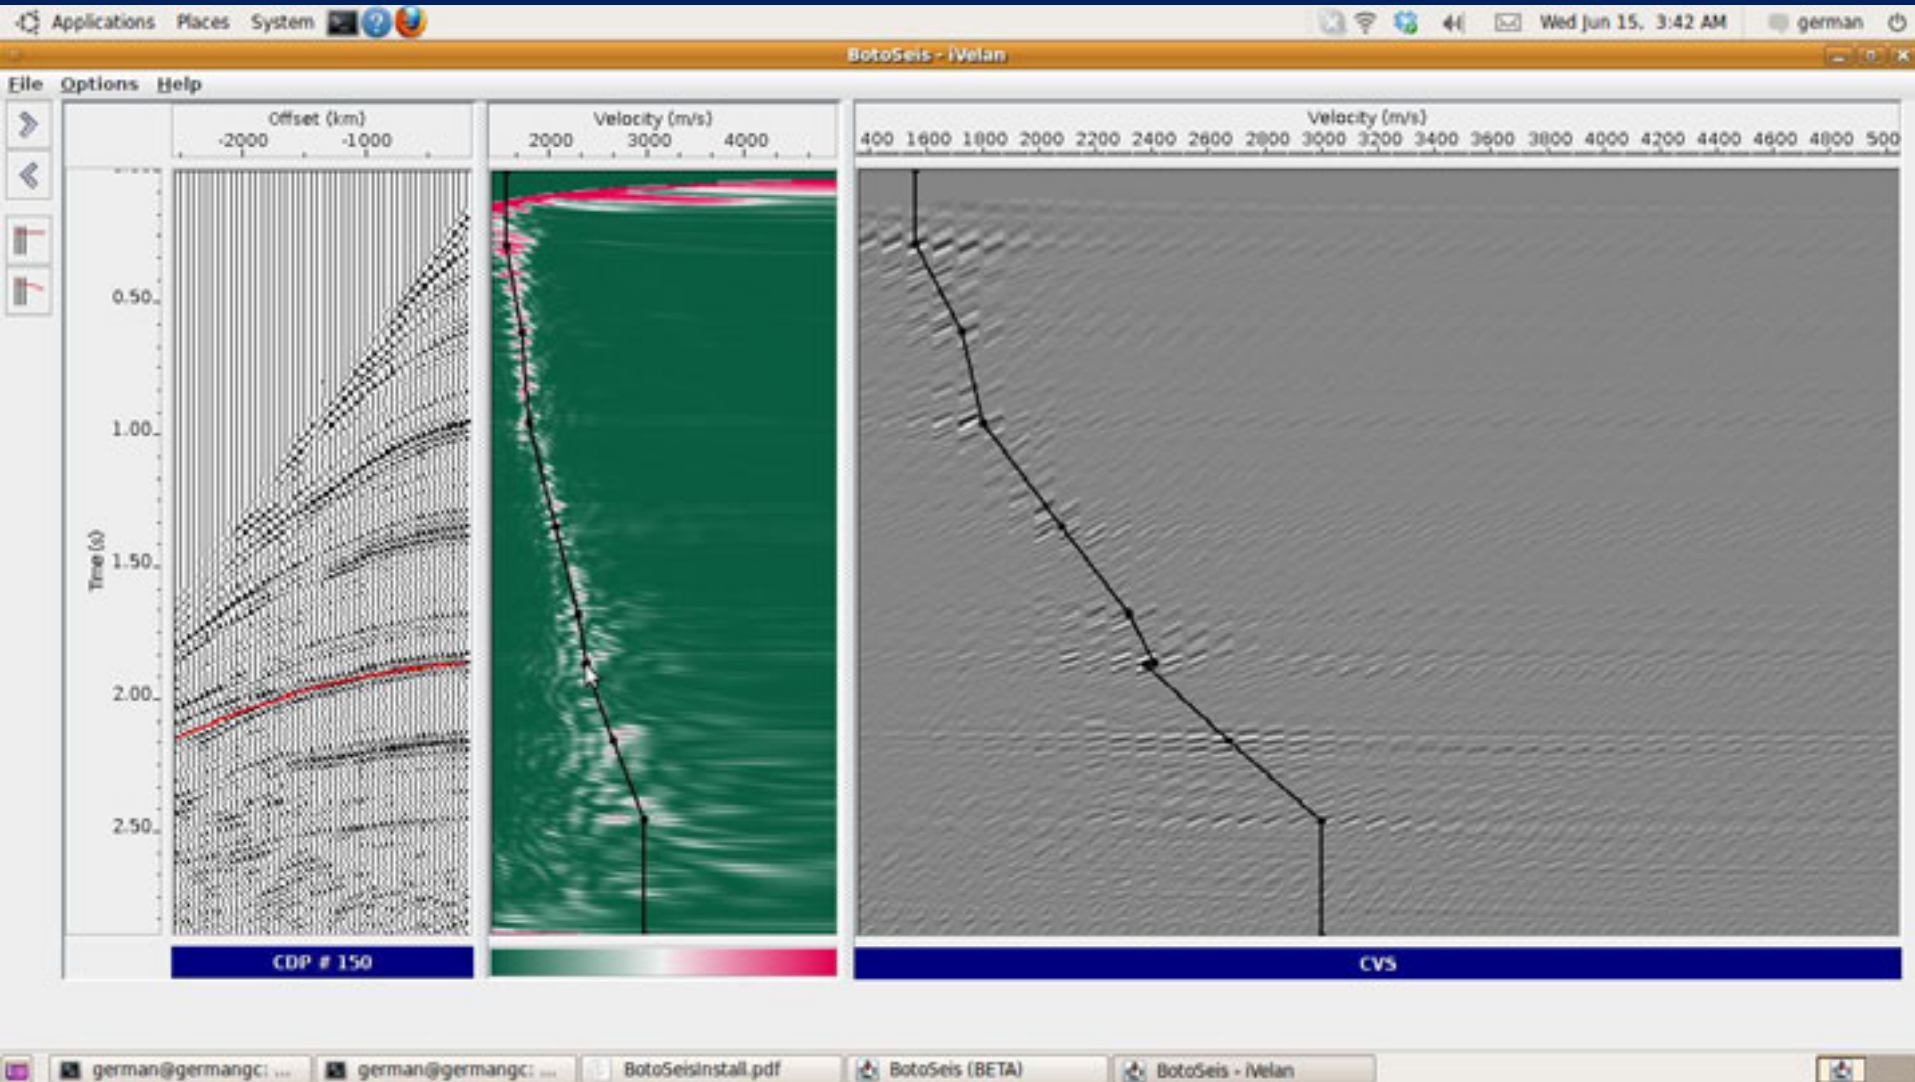 Applications Places System Wed Jun 15, 3:42 AM german
BotoSeis - iVelan
File Options Help
Offset (km)
-2000 -1000
Velocity (m/s)
2000 3000 4000
Velocity (m/s)
400 1600 1800 2000 2200 2400 2600 2800 3000 3200 3400 3600 3800 4000 4200 4400 4600 4800 500
Time (s)
0.50
1.00
1.50
2.00
2.50
CDP # 150
CVS
german@germangc: ... german@germangc: ... BotoSeisInstall.pdf BotoSeis (BETA) BotoSeis - iVelan